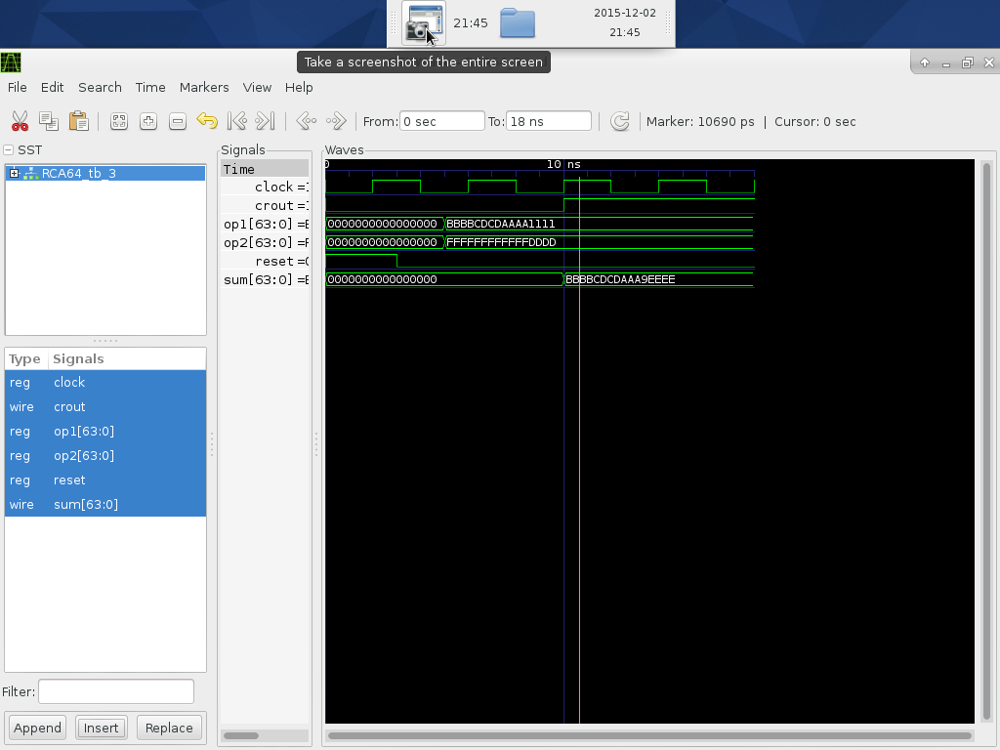 21:45
2015-12-02
21:45
Take a screenshot of the entire screen
File Edit Search Time Markers View Help
From: 0 sec To: 18 ns Marker: 10690 ps | Cursor: 0 sec
SST
RCA64_tb_3
Type Signals
reg clock
wire crout
reg op1[63:0]
reg op2[63:0]
reg reset
wire sum[63:0]
Filter:
Append Insert Replace
Signals
Time
clock =
crout =
op1[63:0] =
op2[63:0] =
reset =
sum[63:0] =
Waves
0 10 ns
0000000000000000 BBBBCDCDAAAA1111
0000000000000000 FFFFFFFFFFFFDDDD
0000000000000000 BBBBCDCDAAA9EEEE